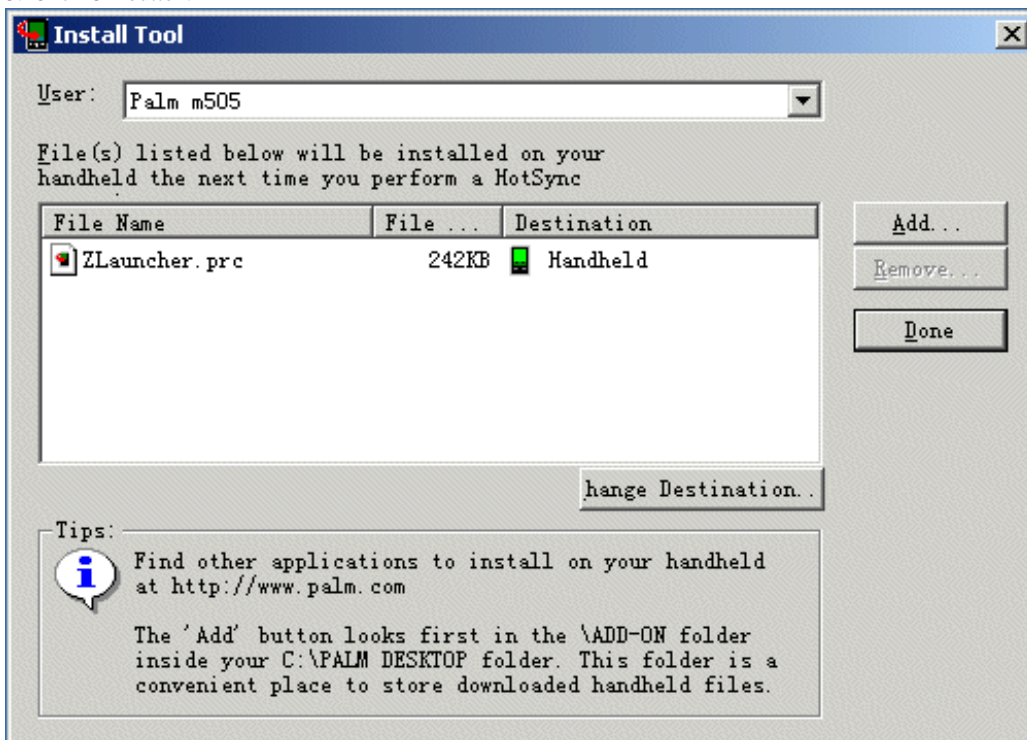 Install Tool
User:
Palm m505
File(s) listed below will be installed on your
handheld the next time you perform a HotSync
File Name File ... Destination
ZLauncher.prc 242KB Handheld
Add...
Remove...
Done
hange Destination..
Tips:
Find other applications to install on your handheld
at http://www.palm.com
The 'Add' button looks first in the \ADD-ON folder
inside your C:\PALM DESKTOP folder. This folder is a
convenient place to store downloaded handheld files.